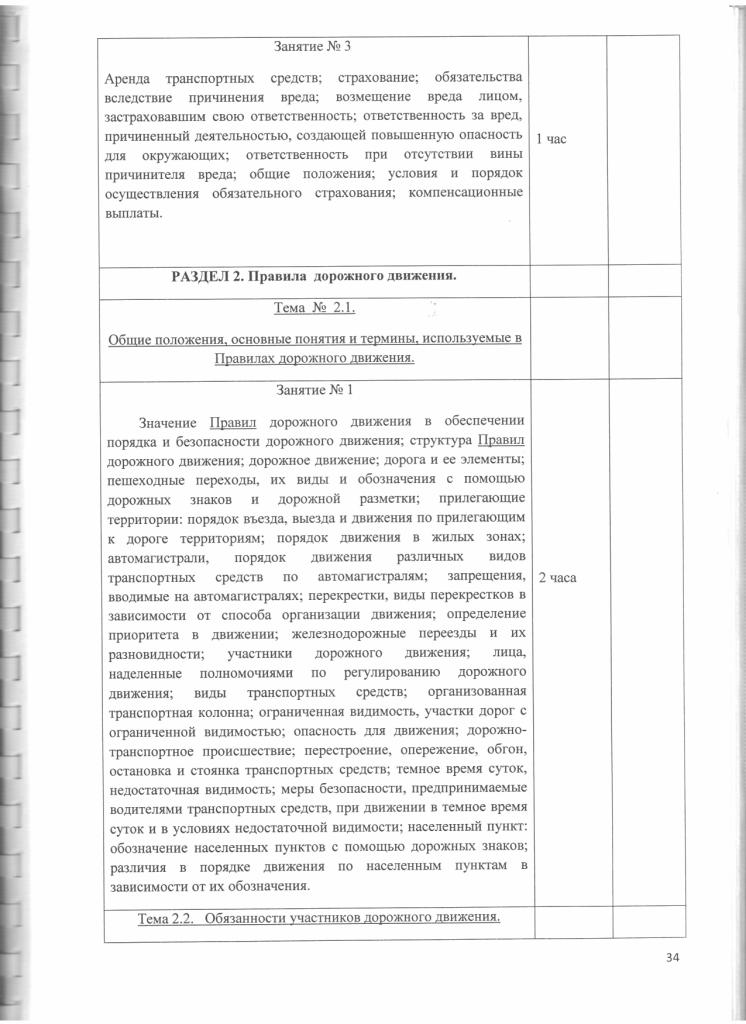 Занятие № 3
Аренда транспортных средств; страхование; обязательства
вследствие причинения вреда; возмещение вреда лицом,
застраховавшим свою ответственность; ответственность за вред,
причиненный деятельностью, создающей повышенную опасность
для окружающих; ответственность при отсутствии вины
причинителя вреда; общие положения; условия и порядок
осуществления обязательного страхования; компенсационные
выплаты.
1 час
РАЗДЕЛ 2. Правила дорожного движения.
Тема № 2.1.
Общие положения, основные понятия и термины, используемые в
Правилах дорожного движения.
Занятие № 1
Значение Правил дорожного движения в обеспечении
порядка и безопасности дорожного движения; структура Правил
дорожного движения; дорожное движение; дорога и ее элементы;
пешеходные переходы, их виды и обозначения с помощью
дорожных знаков и дорожной разметки; прилегающие
территории: порядок въезда, выезда и движения по прилегающим
к дороге территориям; порядок движения в жилых зонах;
автомагистрали, порядок движения различных видов
транспортных средств по автомагистралям; запрещения,
вводимые на автомагистралях; перекрестки, виды перекрестков в
зависимости от способа организации движения; определение
приоритета в движении; железнодорожные переезды и их
разновидности; участники дорожного движения; лица,
наделенные полномочиями по регулированию дорожного
движения; виды транспортных средств; организованная
транспортная колонна; ограниченная видимость, участки дорог с
ограниченной видимостью; опасность для движения; дорожно-
транспортное происшествие; перестроение, опережение, обгон,
остановка и стоянка транспортных средств; темное время суток,
недостаточная видимость; меры безопасности, предпринимаемые
водителями транспортных средств, при движении в темное время
суток и в условиях недостаточной видимости; населенный пункт:
обозначение населенных пунктов с помощью дорожных знаков;
различия в порядке движения по населенным пунктам в
зависимости от их обозначения.
2 часа
Тема 2.2. Обязанности участников дорожного движения.
34